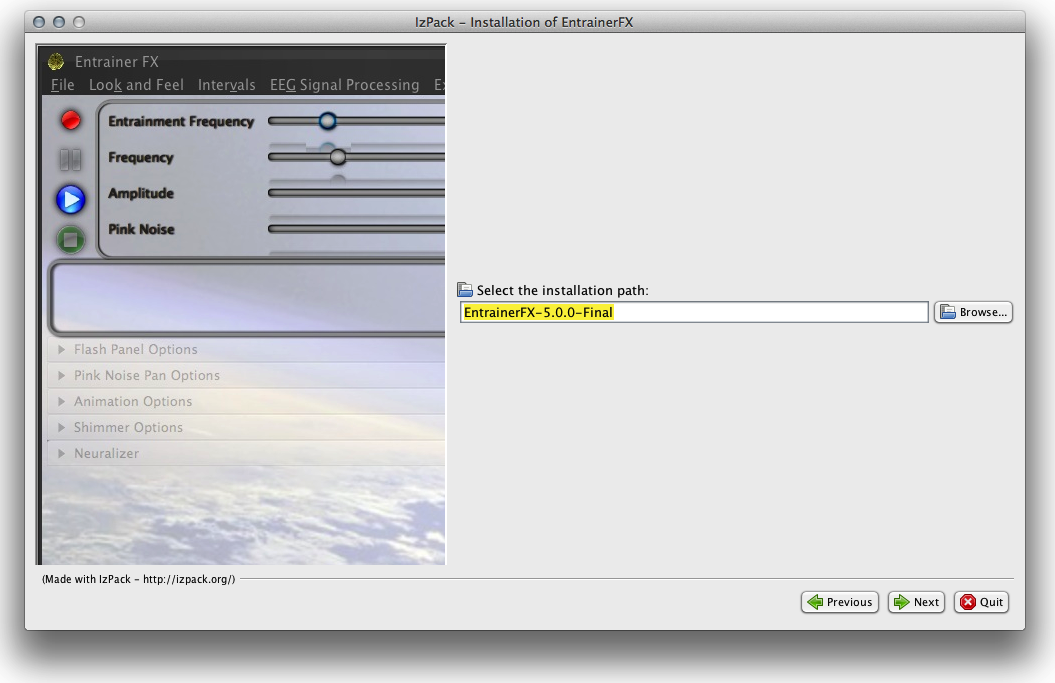 IzPack - Installation of EntrainerFX
Entrainer FX
File Look and Feel Intervals EEG Signal Processing
Entrainment Frequency
Frequency
Amplitude
Pink Noise
Flash Panel Options
Pink Noise Pan Options
Animation Options
Shimmer Options
Neuralizer
Select the installation path:
EntrainerFX-5.0.0-Final
Browse...
(Made with IzPack - http://izpack.org/)
Previous
Next
Quit